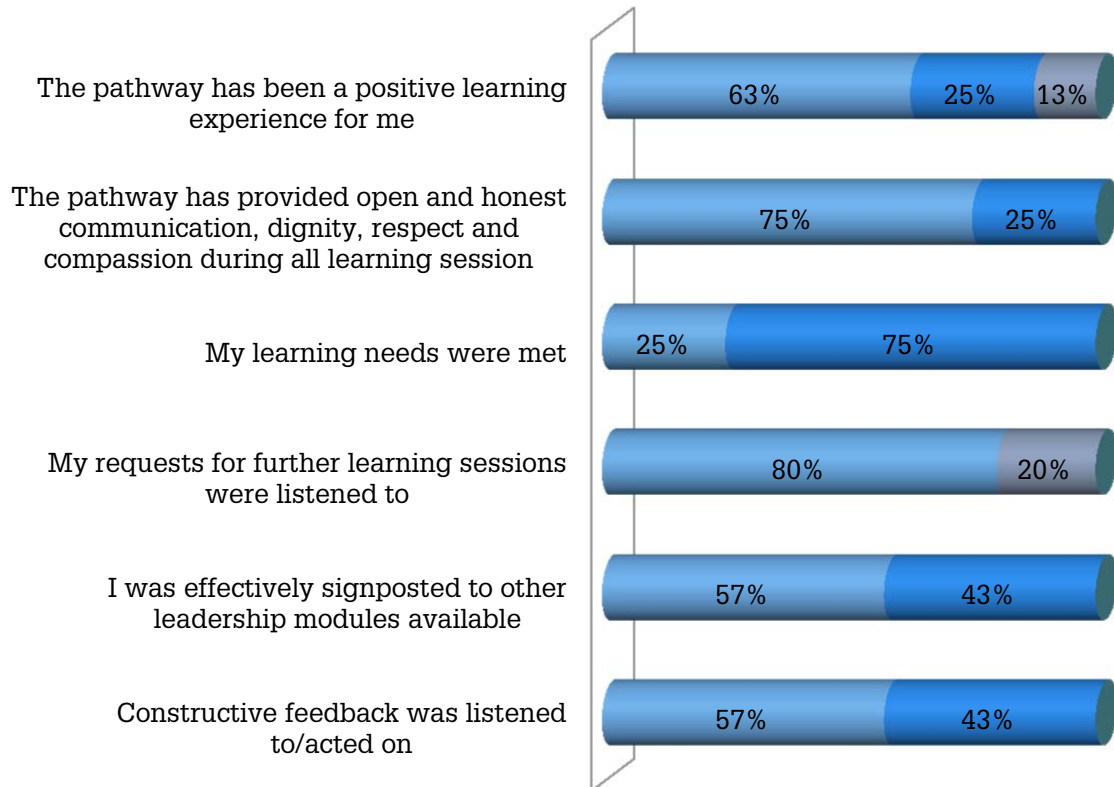 The pathway has been a positive learning
experience for me
63% 25% 13%
The pathway has provided open and honest
communication, dignity, respect and
compassion during all learning session
75% 25%
My learning needs were met
25% 75%
My requests for further learning sessions
were listened to
80% 20%
I was effectively signposted to other
leadership modules available
57% 43%
Constructive feedback was listened
to/acted on
57% 43%